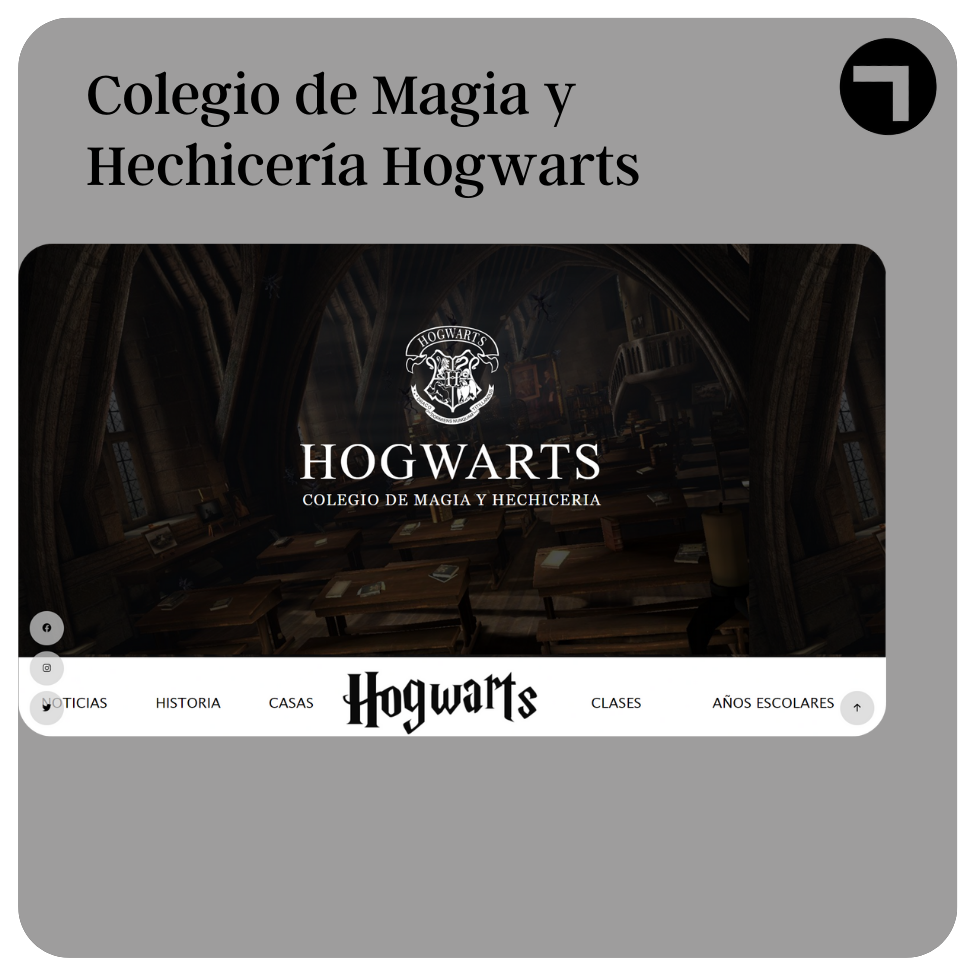 Colegio de Magia y
Hechicería Hogwarts
HOGWARTS
H
HOGWARTS
COLEGIO DE MAGIA Y HECHICERIA
NOTICIAS HISTORIA CASAS Hogwarts CLASES AÑOS ESCOLARES